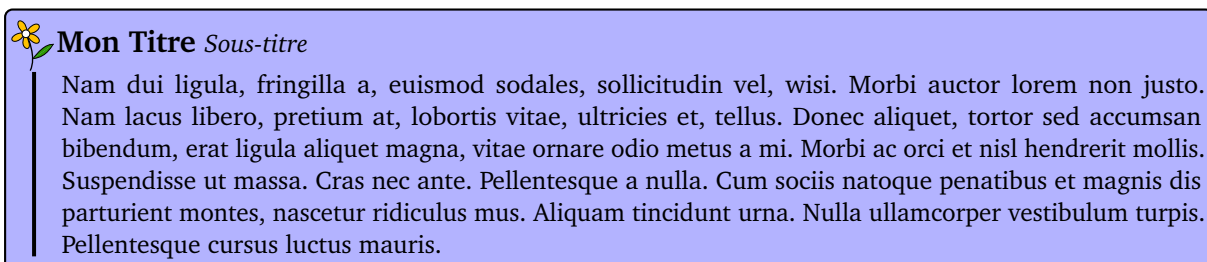 Mon Titre Sous-titre
Nam dui ligula, fringilla a, euismod sodales, sollicitudin vel, wisi. Morbi auctor lorem non justo.
Nam lacus libero, pretium at, lobortis vitae, ultricies et, tellus. Donec aliquet, tortor sed accumsan
bibendum, erat ligula aliquet magna, vitae ornare odio metus a mi. Morbi ac orci et nisl hendrerit mollis.
Suspendisse ut massa. Cras nec ante. Pellentesque a nulla. Cum sociis natoque penatibus et magnis dis
parturient montes, nascetur ridiculus mus. Aliquam tincidunt urna. Nulla ullamcorper vestibulum turpis.
Pellentesque cursus luctus mauris.